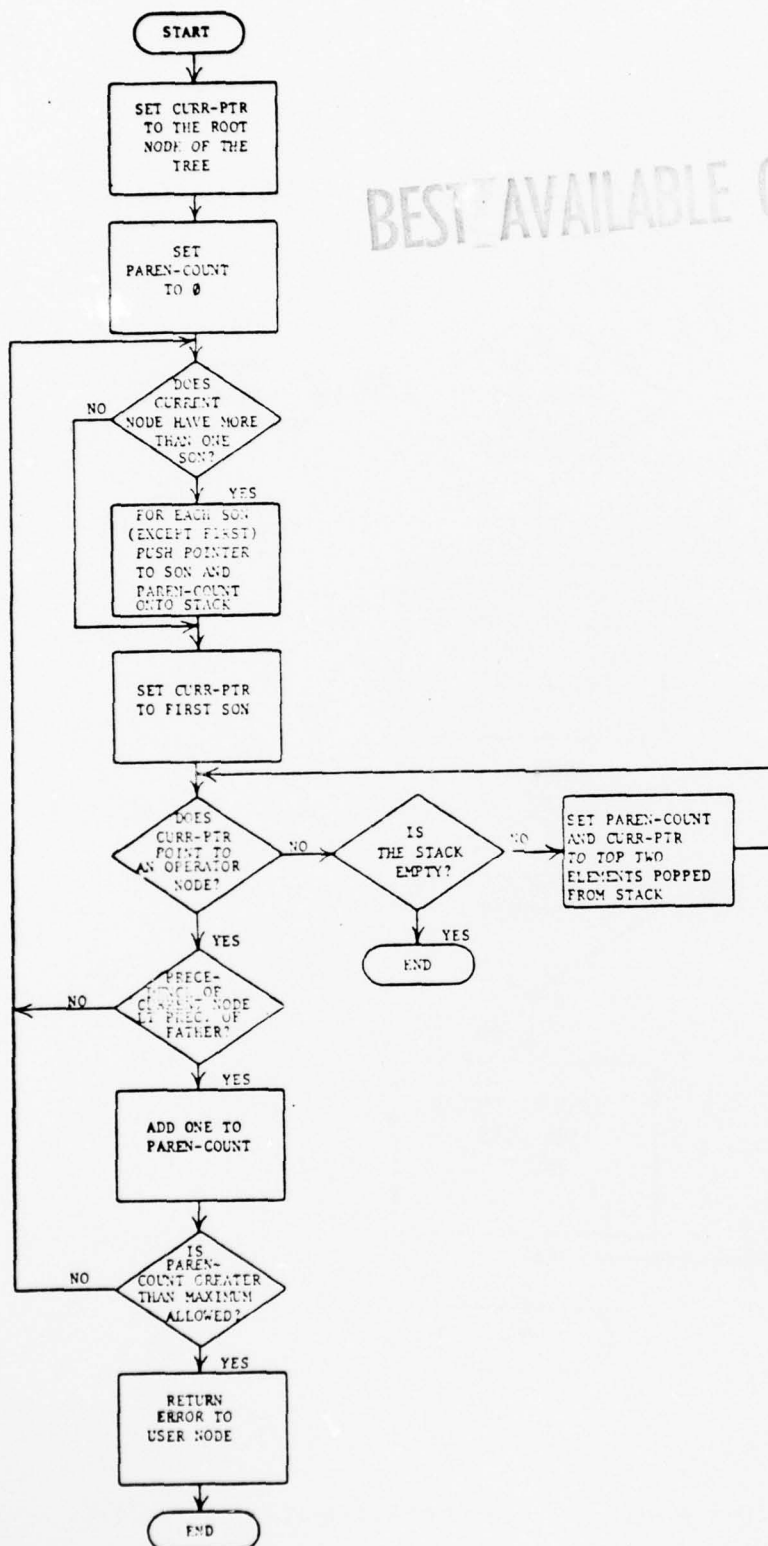 START
SET CURR-PTR
TO THE ROOT
NODE OF THE
TREE
BEST AVAILABLE
SET
PAREN-COUNT
TO Ø
DOES
CURRENT
NODE HAVE MORE
THAN ONE
SON?
NO
YES
FOR EACH SON
(EXCEPT FIRST)
PUSH POINTER
TO SON AND
PAREN-COUNT
ONTO STACK
SET CURR-PTR
TO FIRST SON
DOES
CURR-PTR
POINT TO
AN OPERATOR
NODE?
NO
IS
THE STACK
EMPTY?
NO
SET PAREN-COUNT
AND CURR-PTR
TO TOP TWO
ELEMENTS POPPED
FROM STACK
YES
YES
END
PRECE-
DENCE OF
CURRENT NODE
LT PREC. OF
FATHER?
NO
YES
ADD ONE TO
PAREN-COUNT
IS
PAREN-
COUNT GREATER
THAN MAXIMUM
ALLOWED?
NO
YES
RETURN
ERROR TO
USER NODE
END